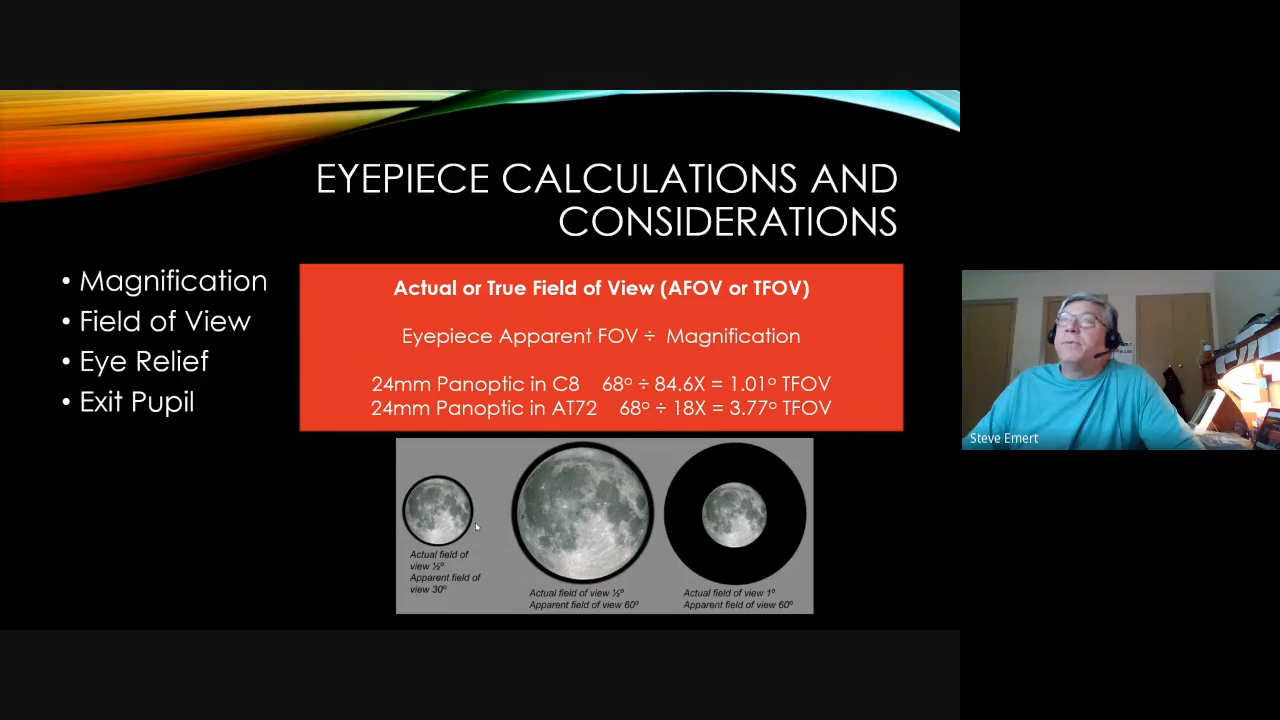 EYEPIECE CALCULATIONS AND
CONSIDERATIONS
• Magnification
• Field of View
• Eye Relief
• Exit Pupil
Actual or True Field of View (AFOV or TFOV)
Eyepiece Apparent FOV ÷ Magnification
24mm Panoptic in C8 68º ÷ 84.6X = 1.01º TFOV
24mm Panoptic in AT72 68º ÷ 18X = 3.77º TFOV
Actual field of
view ½º
Apparent field of
view 30º
Actual field of view ½º
Apparent field of view 60º
Actual field of view 1º
Apparent field of view 60º
Steve Emert